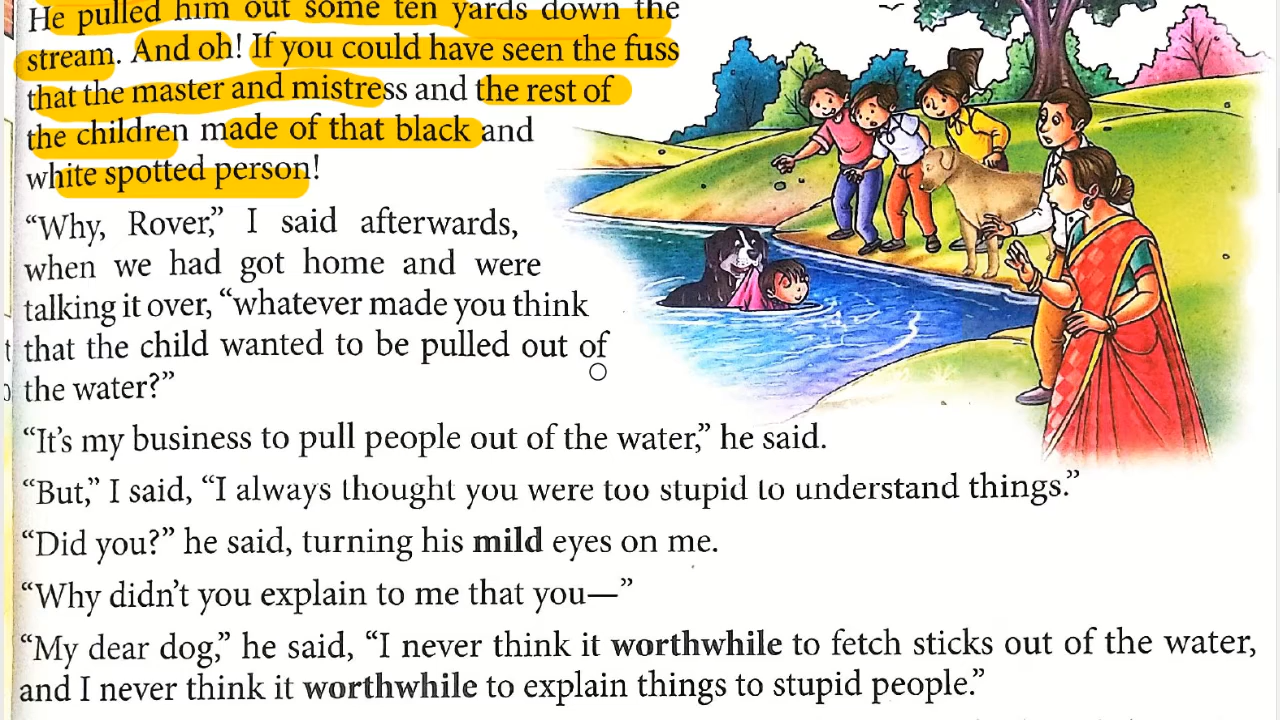 He pulled him out some ten yards down the
stream. And oh! If you could have seen the fuss
that the master and mistress and the rest of
the children made of that black and
white spotted person!
“Why, Rover,” I said afterwards,
when we had got home and were
talking it over, “whatever made you think
that the child wanted to be pulled out of
the water?”
“It’s my business to pull people out of the water,” he said.
“But,” I said, “I always thought you were too stupid to understand things.”
“Did you?” he said, turning his mild eyes on me.
“Why didn’t you explain to me that you—”
“My dear dog,” he said, “I never think it worthwhile to fetch sticks out of the water,
and I never think it worthwhile to explain things to stupid people.”